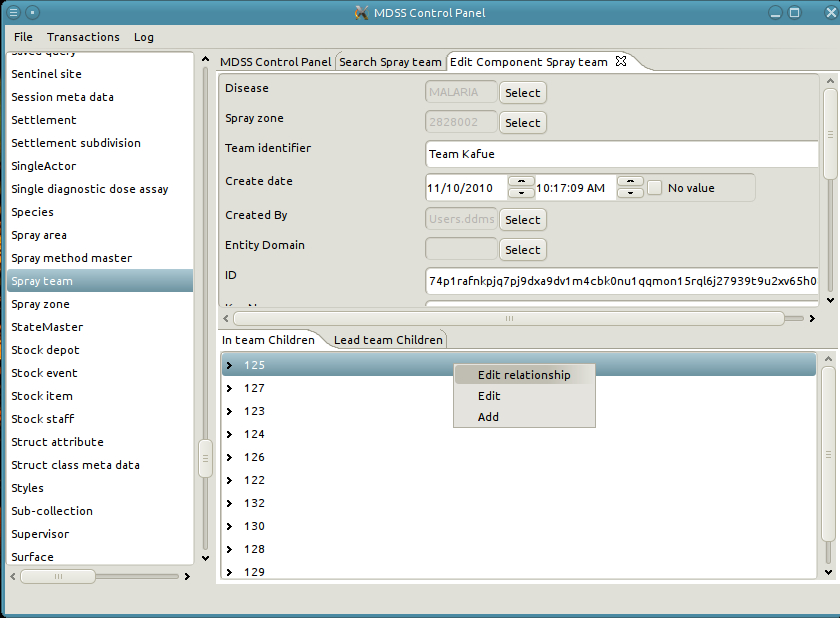 MDSS Control Panel
File Transactions Log
Saved query
Sentinel site
Session meta data
Settlement
Settlement subdivision
SingleActor
Single diagnostic dose assay
Species
Spray area
Spray method master
Spray team
Spray zone
StateMaster
Stock depot
Stock event
Stock item
Stock staff
Struct attribute
Struct class meta data
Styles
Sub-collection
Supervisor
Surface
MDSS Control Panel Search Spray team Edit Component Spray team
Disease MALARIA Select
Spray zone 2828002 Select
Team identifier Team Kafue
Create date 11/10/2010 10:17:09 AM No value
Created By Users.ddms Select
Entity Domain Select
ID 74p1rafnkpjq7pj9dxa9dv1m4cbk0nu1qqmon15rql6j27939t9u2xv65h0
In team Children Lead team Children
125
127
123
124
126
122
132
130
128
129
Edit relationship
Edit
Add